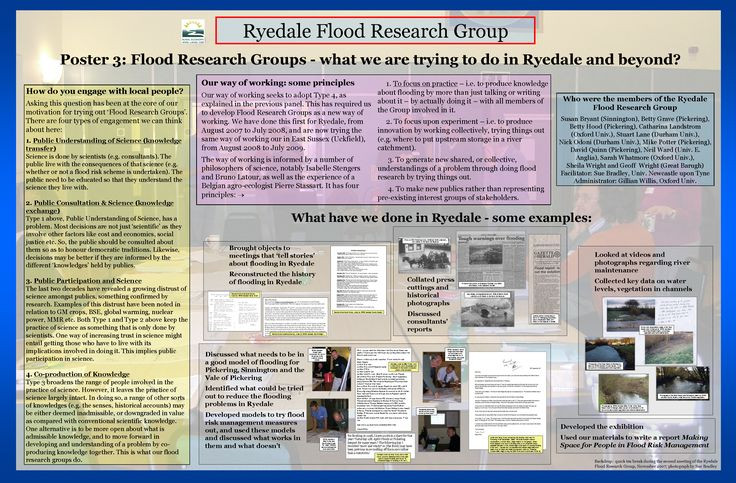 Ryedale Flood Research Group
Poster 3: Flood Research Groups - what we are trying to do in Ryedale and beyond?
How do you engage with local people?
Asking this question has been at the core of our
motivation for trying out 'Flood Research Groups'.
There are four types of engagement we can think
about here:
1. Public Understanding of Science (Knowledge
transfer)
Science is done by scientists (e.g. consultants). The
public live with the consequences of that science (e.g.
whether or not a flood risk scheme is undertaken). The
public need to be educated so that they understand the
science they live with.
2. Public Consultation & Science (knowledge
exchange)
Type 1 above, Public Understanding of Science, has a
problem. Most decisions are not just 'scientific' as they
involve other factors like cost and economics, social
justice etc. So, the public should be consulted about
them so as to honour democratic traditions. Likewise,
decisions may be better if they are informed by the
different 'knowledges' held by publics.
3. Public Participation and Science
The last two decades have revealed a growing distrust of
science amongst publics, something confirmed by
research. Examples of this distrust have been noted in
relation to GM crops, BSE, global warming, nuclear
power, MMR etc. Both Type 1 and Type 2 above keep the
practice of science as something that is only done by
scientists. One way of increasing trust in science might
entail getting those who have to live with its
implications involved in doing it. This implies public
participation in science.
4. Co-production of Knowledge
Type 3 broadens the range of people involved in the
practice of science. However, it leaves the practice of
science largely intact. In doing so, a range of other sorts
of knowledges (e.g. the senses, historical accounts) may
be either deemed inadmissible, or downgraded in value
as compared with conventional scientific knowledge.
One alternative is to be more open about what is
admissible knowledge, and to move forward in
developing and understanding of a problem by co-
producing knowledge together. This is what our flood
research groups do.
Our way of working: some principles
Our way of working seeks to adopt Type 4, as
explained in the previous panel. This has required us
to develop Flood Research Groups as a new way of
working. We have done this first for Ryedale, from
August 2007 to July 2008, and are now trying the
same way of working our in East Sussex (Uckfield),
from August 2008 to July 2009.
The way of working is informed by a number of
philosophers of science, notably Isabelle Stengers
and Bruno Latour, as well as the experience of a
Belgian agro-ecologist Pierre Stassart. It has four
principles: →
1. To focus on practice – i.e. to produce knowledge
about flooding by more than just talking or writing
about it – by actually doing it – with all members of
the Group involved in it.
2. To focus upon experiment – i.e. to produce
innovation by working collectively, trying things out
(e.g. where to put upstream storage in a river
catchment).
3. To generate new, shared, or collective,
understandings of a problem through doing flood
research by trying things out.
4. To make new publics rather than representing
pre-existing interest groups of stakeholders.
Who were the members of the Ryedale
Flood Research Group
Susan Bryant (Sinnington), Betty Grave (Pickering),
Betty Hood (Pickering), Catharina Landstrom
(Oxford Univ.), Stuart Lane (Durham Univ.),
Nick Odoni (Durham Univ.), Mike Potter (Pickering),
David Quinn (Pickering), Neil Ward (Univ. E.
Anglia), Sarah Whatmore (Oxford Univ.),
Sheila Wright and Geoff Wright (Great Barugh)
Facilitator: Sue Bradley, Univ. Newcastle upon Tyne
Administrator: Gillian Willis, Oxford Univ.
What have we done in Ryedale - some examples:
Brought objects to
meetings that 'tell stories'
about flooding in Ryedale
Reconstructed the history
of flooding in Ryedale
Tough warnings over flooding
Collated press
cuttings and
historical
photographs
Discussed
consultants'
reports
Looked at videos and
photographs regarding river
maintenance
Collected key data on water
levels, vegetation in channels
Discussed what needs to be in
a good model of flooding for
Pickering, Sinnington and the
Vale of Pickering
Identified what could be tried
out to reduce the flooding
problems in Ryedale
Developed models to try flood
risk management measures
out, and used these models
and discussed what works in
them and what doesn't
Developed the exhibition
Used our materials to write a report Making
Space for People in Flood Risk Management
Backdrop: quick tea break during the second meeting of the Ryedale
Flood Research Group, November 2007; photograph by Sue Bradley